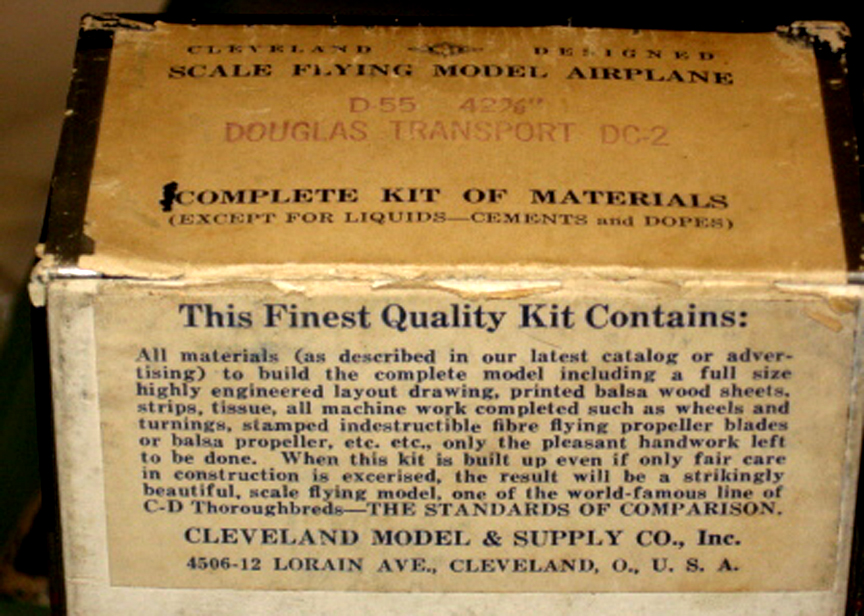 CLEVELAND DESIGNED
SCALE FLYING MODEL AIRPLANE
D-55
DOUGLAS TRANSPORT DC-2
COMPLETE KIT OF MATERIALS
(EXCEPT FOR LIQUIDS—CEMENTS and DOPES)
This Finest Quality Kit Contains:
All materials (as described in our latest catalog or adver-
tising) to build the complete model including a full size
highly engineered layout drawing, printed balsa wood sheets,
strips, tissue, all machine work completed such as wheels and
turnings, stamped indestructible fibre flying propeller blades
or balsa propeller, etc. etc., only the pleasant handwork left
to be done. When this kit is built up even if only fair care
in construction is excerised, the result will be a strikingly
beautiful, scale flying model, one of the world-famous line of
C-D Thoroughbreds—THE STANDARDS OF COMPARISON.
CLEVELAND MODEL & SUPPLY CO., Inc.
4506-12 LORAIN AVE., CLEVELAND, O., U. S. A.